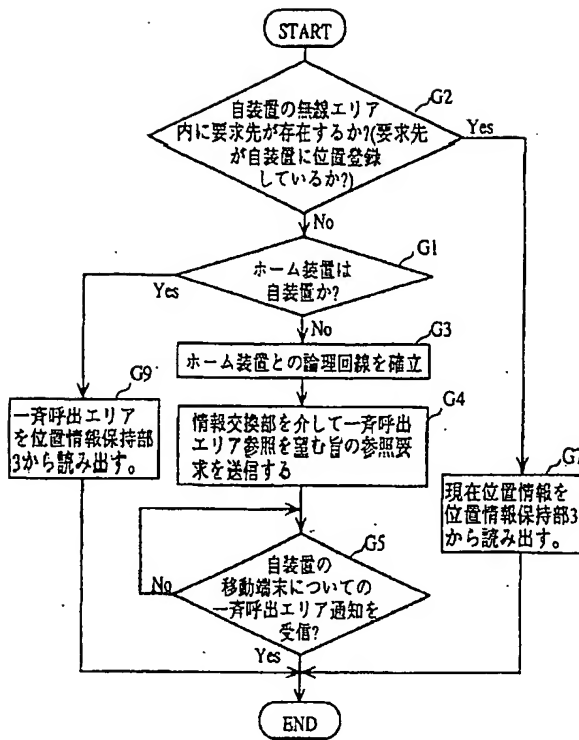 START
G2
自装置の無線エリア
内に要求先が存在するか?(要求先
が自装置に位置登録
しているか?)
Yes
No
G1
ホーム装置は
自装置か?
Yes
No
G3
ホーム装置との論理回線を確立
G9
一斉呼出エリア
を位置情報保持部
3から読み出す。
G4
情報交換部を介して一斉呼出
エリア参照を望む旨の参照要
求を送信する
G7
現在位置情報を
位置情報保持部3
から読み出す。
G5
自装置の
移動端末についての
一斉呼出エリア通知を
受信?
No
Yes
END